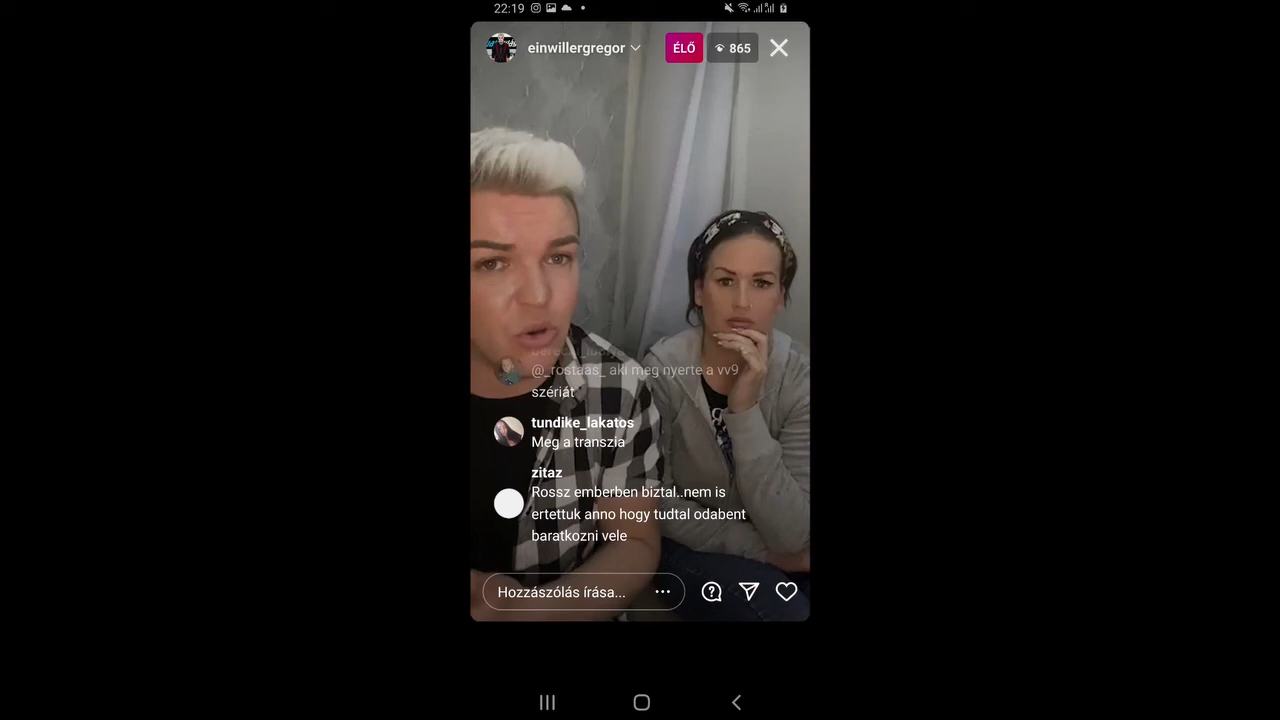 22:19
einwillergregor
ÉLŐ
865
@_rostaas_ aki meg nyerte a vv9
szériát
tundike_lakatos
Meg a transzia
zitaz
Rossz emberben biztal..nem is
ertettuk anno hogy tudtal odabent
baratkozni vele
Hozzászólás írása...